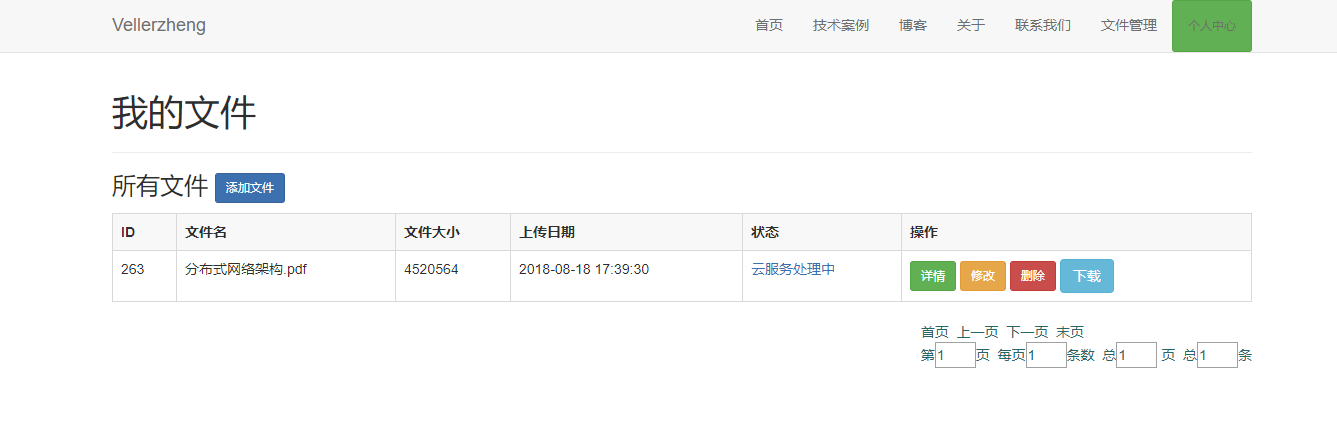 Vellerzheng 首页 技术案例 博客 关于 联系我们 文件管理 个人中心
我的文件
所有文件 添加文件
ID 文件名 文件大小 上传日期 状态 操作
263 分布式网络架构.pdf 4520564 2018-08-18 17:39:30 云服务处理中 详情 修改 删除 下载
首页 上一页 下一页 末页
第1页 每页1条数 总1 页 总1条